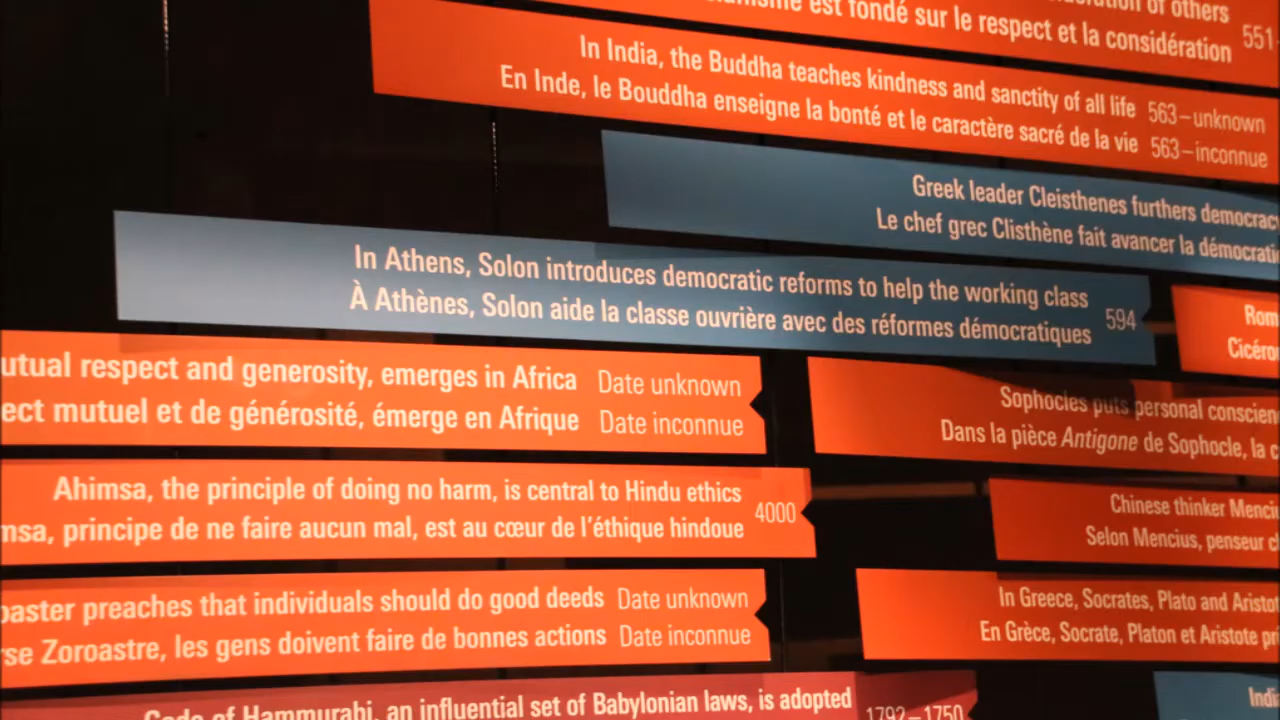 of others
est fondé sur le respect et la considération
551
In India, the Buddha teaches kindness and sanctity of all life 563–unknown
En Inde, le Bouddha enseigne la bonté et le caractère sacré de la vie 563–inconnue
Greek leader Cleisthenes furthers democrac
Le chef grec Clisthène fait avancer la démocrati
In Athens, Solon introduces democratic reforms to help the working class
À Athènes, Solon aide la classe ouvrière avec des réformes démocratiques
594
Rom
Cicéro
utual respect and generosity, emerges in Africa Date unknown
ect mutuel et de générosité, émerge en Afrique Date inconnue
Sophocles puts personal conscien
Dans la pièce Antigone de Sophocle, la c
Ahimsa, the principle of doing no harm, is central to Hindu ethics
msa, principe de ne faire aucun mal, est au cœur de l'éthique hindoue
4000
Chinese thinker Menciu
Selon Mencius, penseur c
oaster preaches that individuals should do good deeds Date unknown
se Zoroastre, les gens doivent faire de bonnes actions Date inconnue
In Greece, Socrates, Plato and Aristot
En Grèce, Socrate, Platon et Aristote pr
Code of Hammurabi, an influential set of Babylonian laws, is adopted
1792–1750
Indi